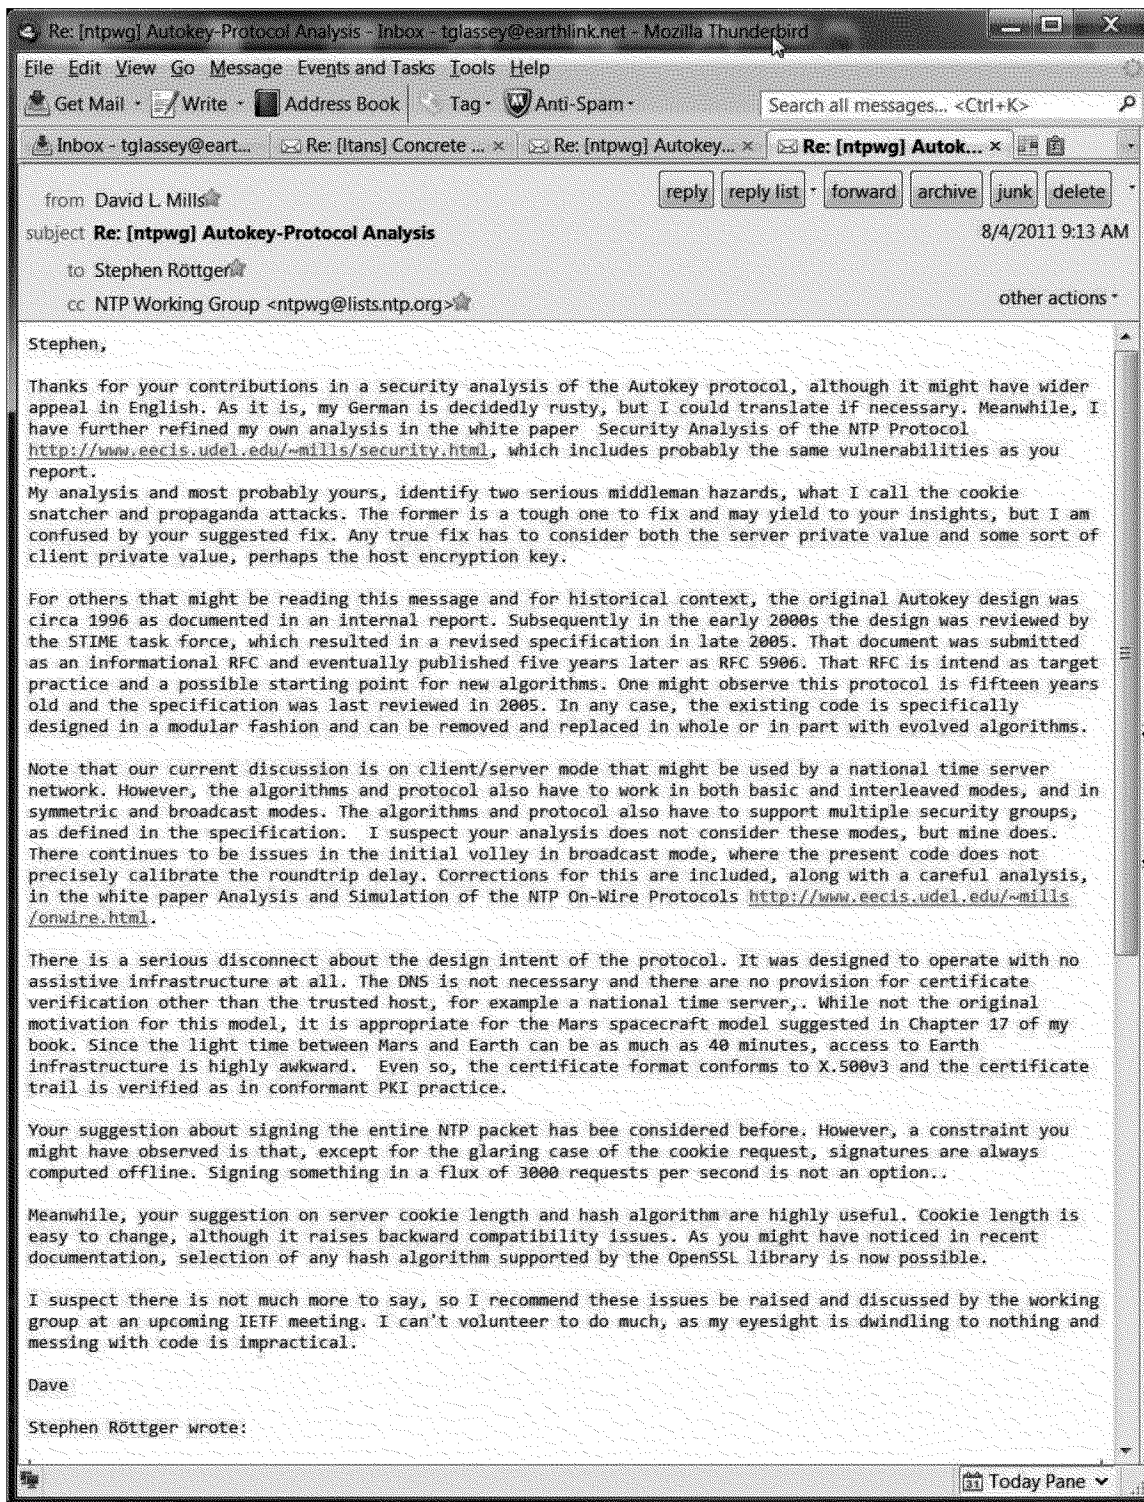 Re: [ntpwg] Autokey-Protocol Analysis - Inbox - tglassey@earthlink.net - Mozilla Thunderbird
File Edit View Go Message Events and Tasks Tools Help
Get Mail Write Address Book Tag Anti-Spam Search all messages... <Ctrl+K>
Inbox - tglassey@eart... Re: [ltans] Concrete ... × Re: [ntpwg] Autokey... × Re: [ntpwg] Autok... ×
reply reply list forward archive junk delete
from David L. Mills
subject Re: [ntpwg] Autokey-Protocol Analysis 8/4/2011 9:13 AM
to Stephen Röttger
cc NTP Working Group <ntpwg@lists.ntp.org> other actions
Stephen,
Thanks for your contributions in a security analysis of the Autokey protocol, although it might have wider
appeal in English. As it is, my German is decidedly rusty, but I could translate if necessary. Meanwhile, I
have further refined my own analysis in the white paper  Security Analysis of the NTP Protocol
http://www.eecis.udel.edu/~mills/security.html, which includes probably the same vulnerabilities as you
report.
My analysis and most probably yours, identify two serious middleman hazards, what I call the cookie
snatcher and propaganda attacks. The former is a tough one to fix and may yield to your insights, but I am
confused by your suggested fix. Any true fix has to consider both the server private value and some sort of
client private value, perhaps the host encryption key.
For others that might be reading this message and for historical context, the original Autokey design was
circa 1996 as documented in an internal report. Subsequently in the early 2000s the design was reviewed by
the STIME task force, which resulted in a revised specification in late 2005. That document was submitted
as an informational RFC and eventually published five years later as RFC 5906. That RFC is intend as target
practice and a possible starting point for new algorithms. One might observe this protocol is fifteen years
old and the specification was last reviewed in 2005. In any case, the existing code is specifically
designed in a modular fashion and can be removed and replaced in whole or in part with evolved algorithms.
Note that our current discussion is on client/server mode that might be used by a national time server
network. However, the algorithms and protocol also have to work in both basic and interleaved modes, and in
symmetric and broadcast modes. The algorithms and protocol also have to support multiple security groups,
as defined in the specification.  I suspect your analysis does not consider these modes, but mine does.
There continues to be issues in the initial volley in broadcast mode, where the present code does not
precisely calibrate the roundtrip delay. Corrections for this are included, along with a careful analysis,
in the white paper Analysis and Simulation of the NTP On-Wire Protocols http://www.eecis.udel.edu/~mills
/onwire.html.
There is a serious disconnect about the design intent of the protocol. It was designed to operate with no
assistive infrastructure at all. The DNS is not necessary and there are no provision for certificate
verification other than the trusted host, for example a national time server,. While not the original
motivation for this model, it is appropriate for the Mars spacecraft model suggested in Chapter 17 of my
book. Since the light time between Mars and Earth can be as much as 40 minutes, access to Earth
infrastructure is highly awkward.  Even so, the certificate format conforms to X.500v3 and the certificate
trail is verified as in conformant PKI practice.
Your suggestion about signing the entire NTP packet has bee considered before. However, a constraint you
might have observed is that, except for the glaring case of the cookie request, signatures are always
computed offline. Signing something in a flux of 3000 requests per second is not an option..
Meanwhile, your suggestion on server cookie length and hash algorithm are highly useful. Cookie length is
easy to change, although it raises backward compatibility issues. As you might have noticed in recent
documentation, selection of any hash algorithm supported by the OpenSSL library is now possible.
I suspect there is not much more to say, so I recommend these issues be raised and discussed by the working
group at an upcoming IETF meeting. I can't volunteer to do much, as my eyesight is dwindling to nothing and
messing with code is impractical.
Dave
Stephen Röttger wrote:
31 Today Pane